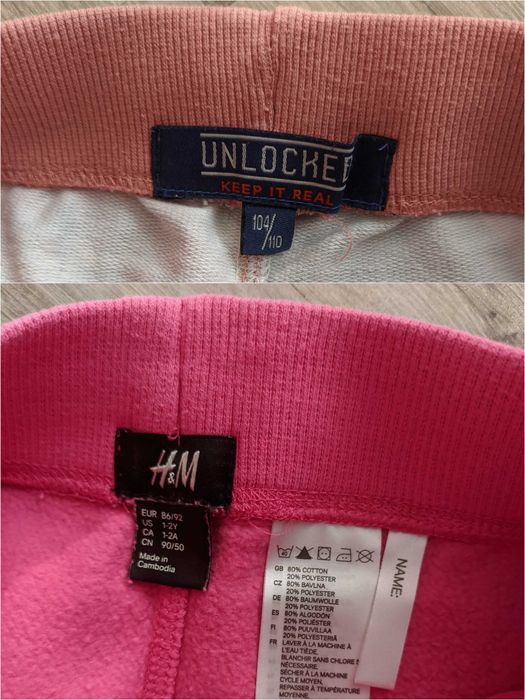 UNLOCKE
KEEP IT REAL
104/
110
H&M
EUR 86/92
US 1-2Y
CA 1-2A
CN 90/50
Made in
Cambodia
GB 80% COTTON
20% POLYESTER
CZ 80% BAVLNA
20% POLYESTER
DE 80% BAUMWOLLE
20% POLYESTER
ES 80% ALGODÓN
20% POLIÉSTER
FI 80% PUUVILLAA
20% POLYESTERIÄ
FR LAVER À LA MACHINE À
L'EAU TIÈDE.
BLANCHIR SANS CHLORE SI
NÉCESSAIRE.
SÉCHER À LA MACHINE
CYCLE MOYEN.
REPASSER À TEMPÉRATURE
MOYENNE
NAME: